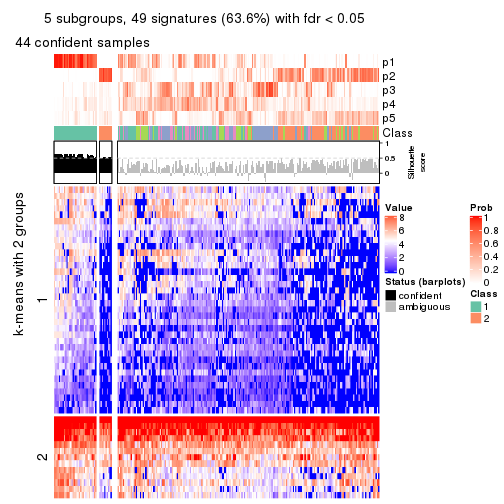 5 subgroups, 49 signatures (63.6%) with fdr < 0.05
44 confident samples
p1
p2
p3
p4
p5
Class
1
0.5
0
Silhouette
score
k-means with 2 groups
1
2
Value
8
6
4
2
0
Prob
1
0.8
0.6
0.4
0.2
0
Status (barplots)
confident
ambiguous
Class
1
2